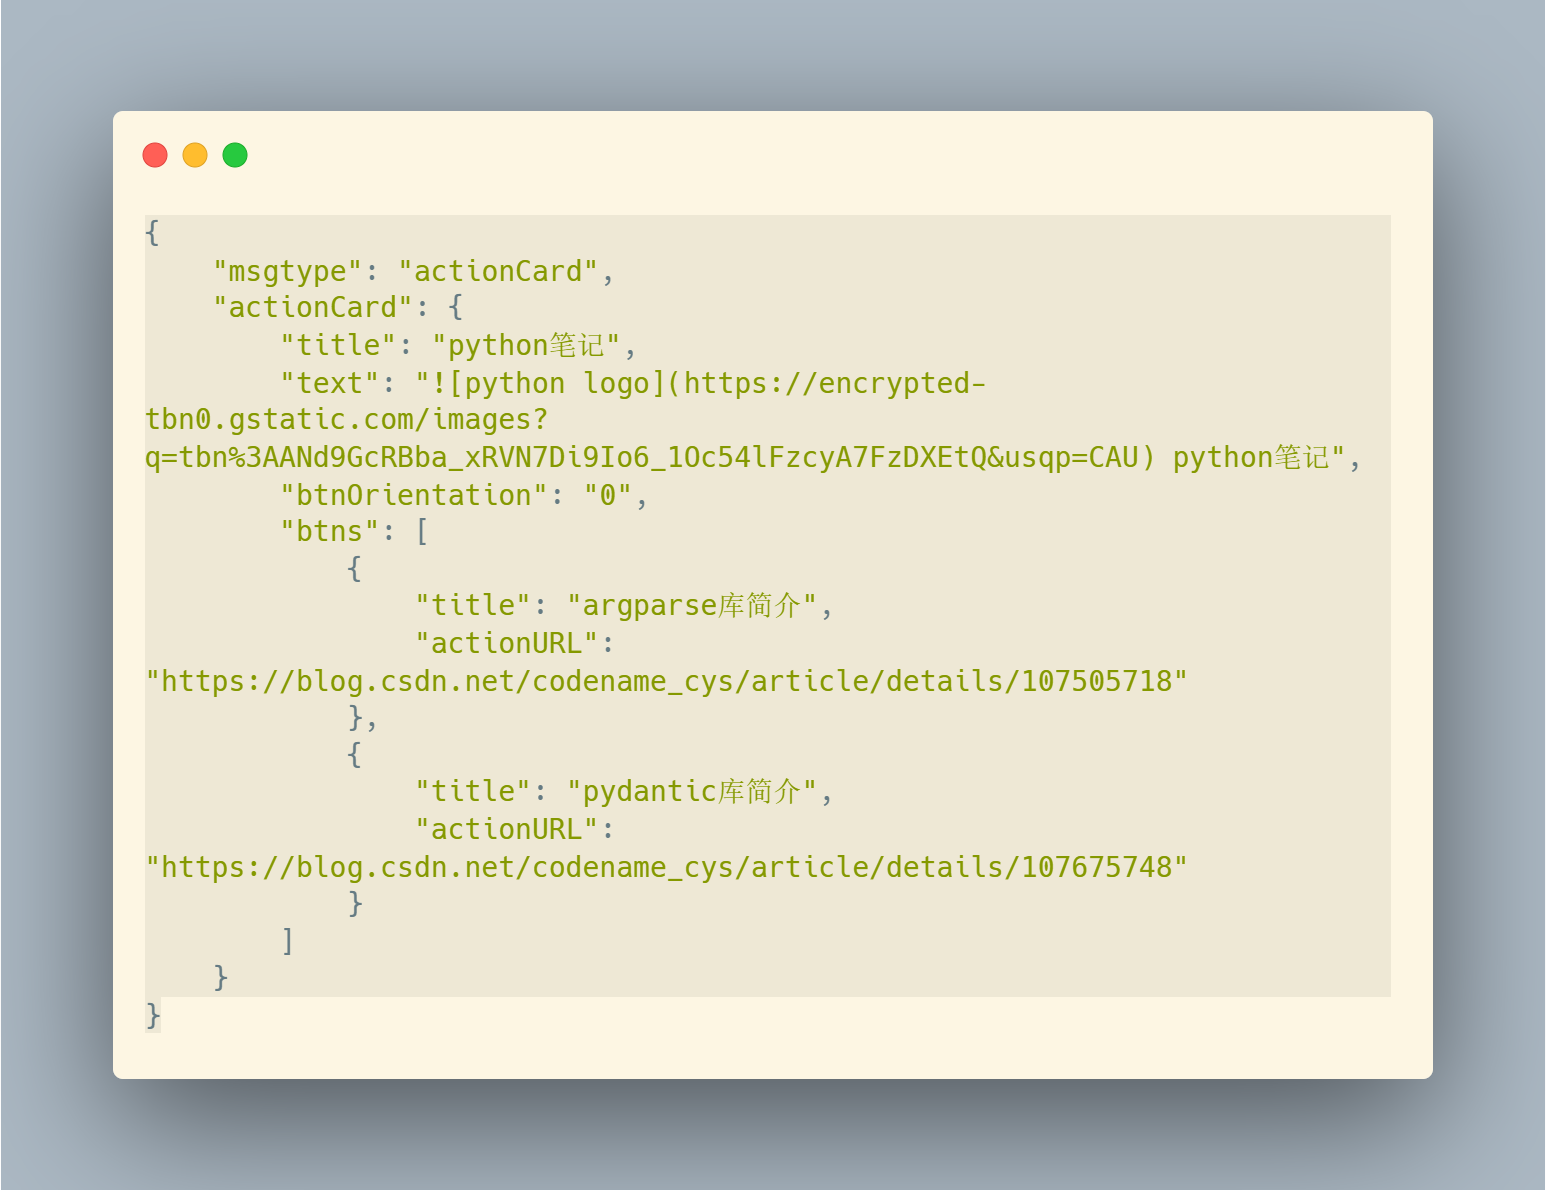 {
    "msgtype": "actionCard",
    "actionCard": {
        "title": "python笔记",
        "text": "![python logo](https://encrypted-
tbn0.gstatic.com/images?
q=tbn%3AANd9GcRBba_xRVN7Di9Io6_1Oc54lFzcyA7FzDXEtQ&usqp=CAU) python笔记",
        "btnOrientation": "0",
        "btns": [
            {
                "title": "argparse库简介",
                "actionURL":
"https://blog.csdn.net/codename_cys/article/details/107505718"
            },
            {
                "title": "pydantic库简介",
                "actionURL":
"https://blog.csdn.net/codename_cys/article/details/107675748"
            }
        ]
    }
}